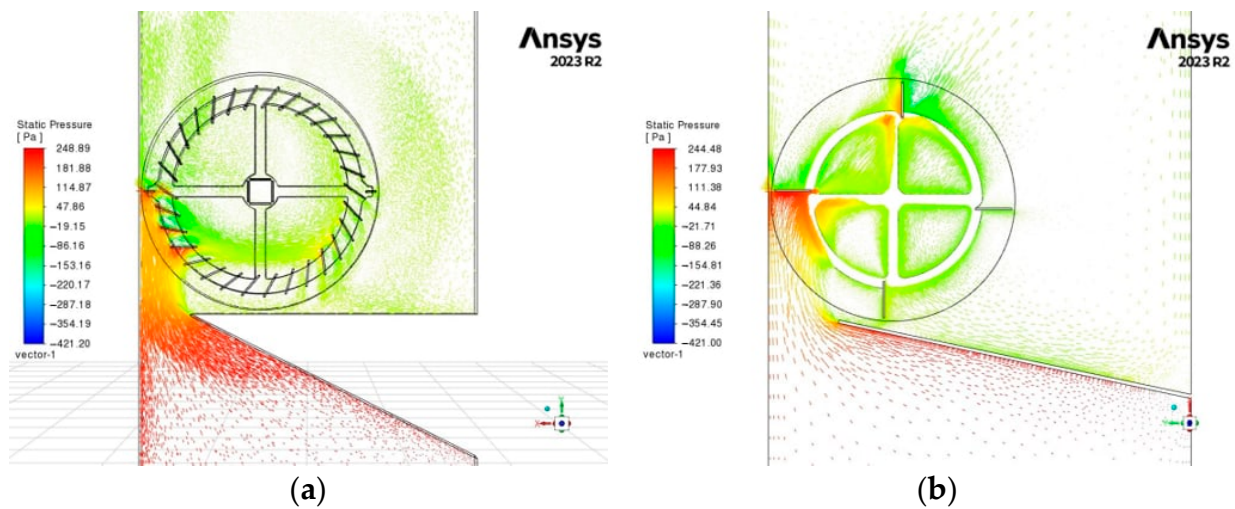 Ansys
2023 R2
Static Pressure
[ Pa ]
248.89
181.88
114.87
47.86
-19.15
-86.16
-153.16
-220.17
-287.18
-354.19
-421.20
vector-1
(a)
Ansys
2023 R2
Static Pressure
[ Pa ]
244.48
177.93
111.38
44.84
-21.71
-88.26
-154.81
-221.36
-287.90
-354.45
-421.00
vector-1
(b)